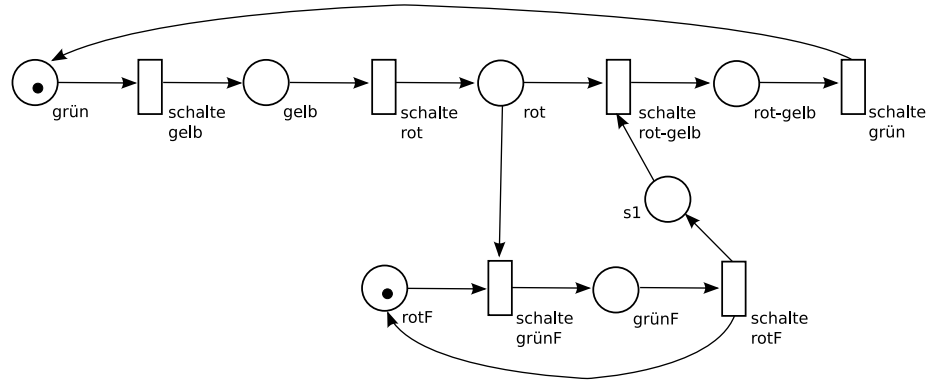 grün
schalte
gelb
gelb
schalte
rot
rot
schalte
rot-gelb
rot-gelb
schalte
grün
s1
rotF
schalte
grünF
grünF
schalte
rotF